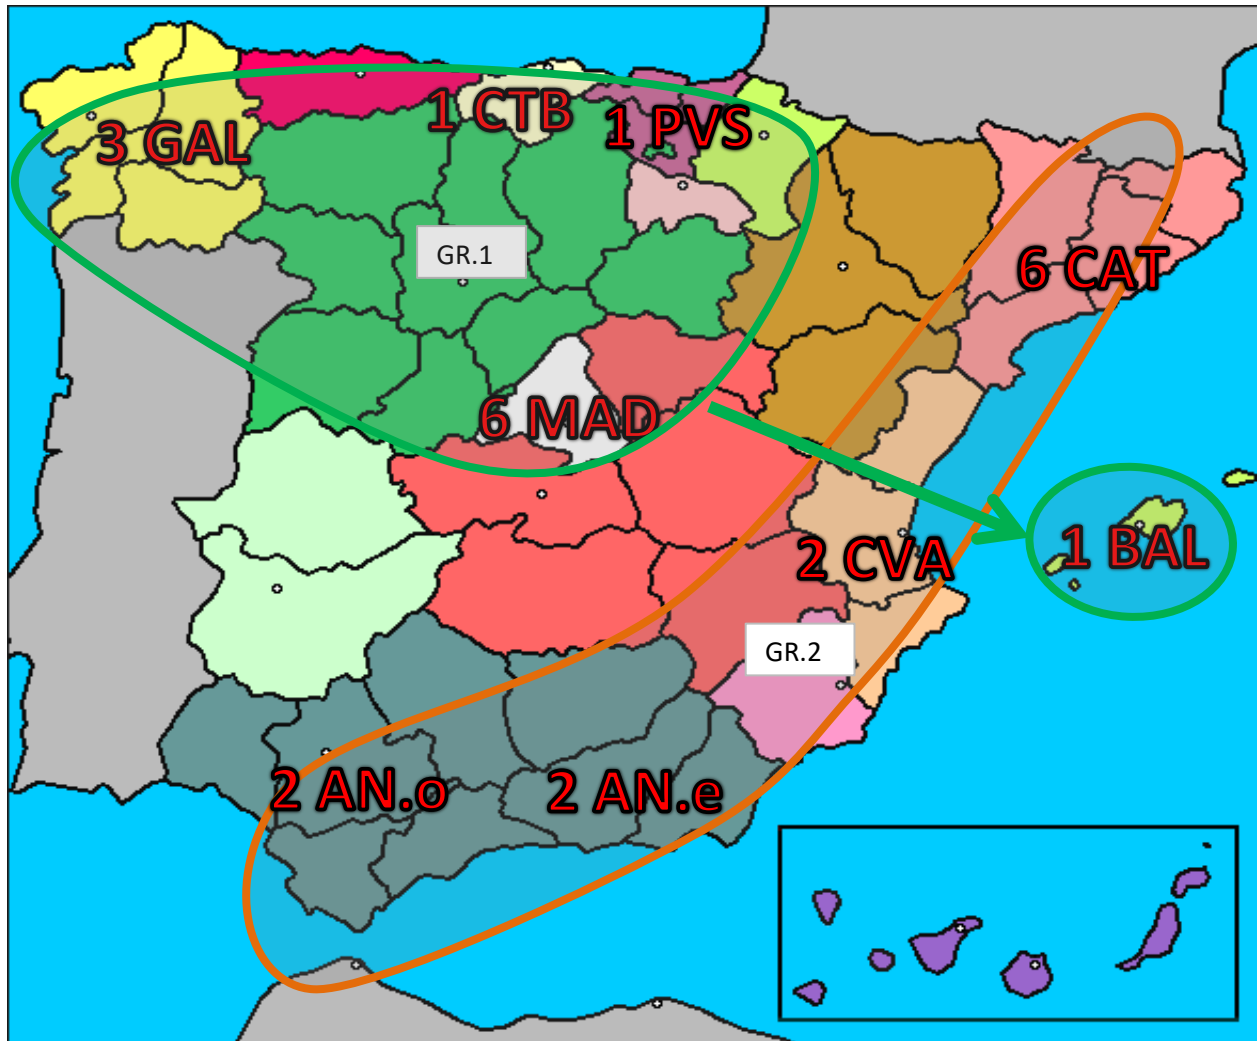 1 CTB
1 PVS
3 GAL
GR.1
6 CAT
6 MAD
2 CVA
1 BAL
GR.2
2 AN.o
2 AN.e